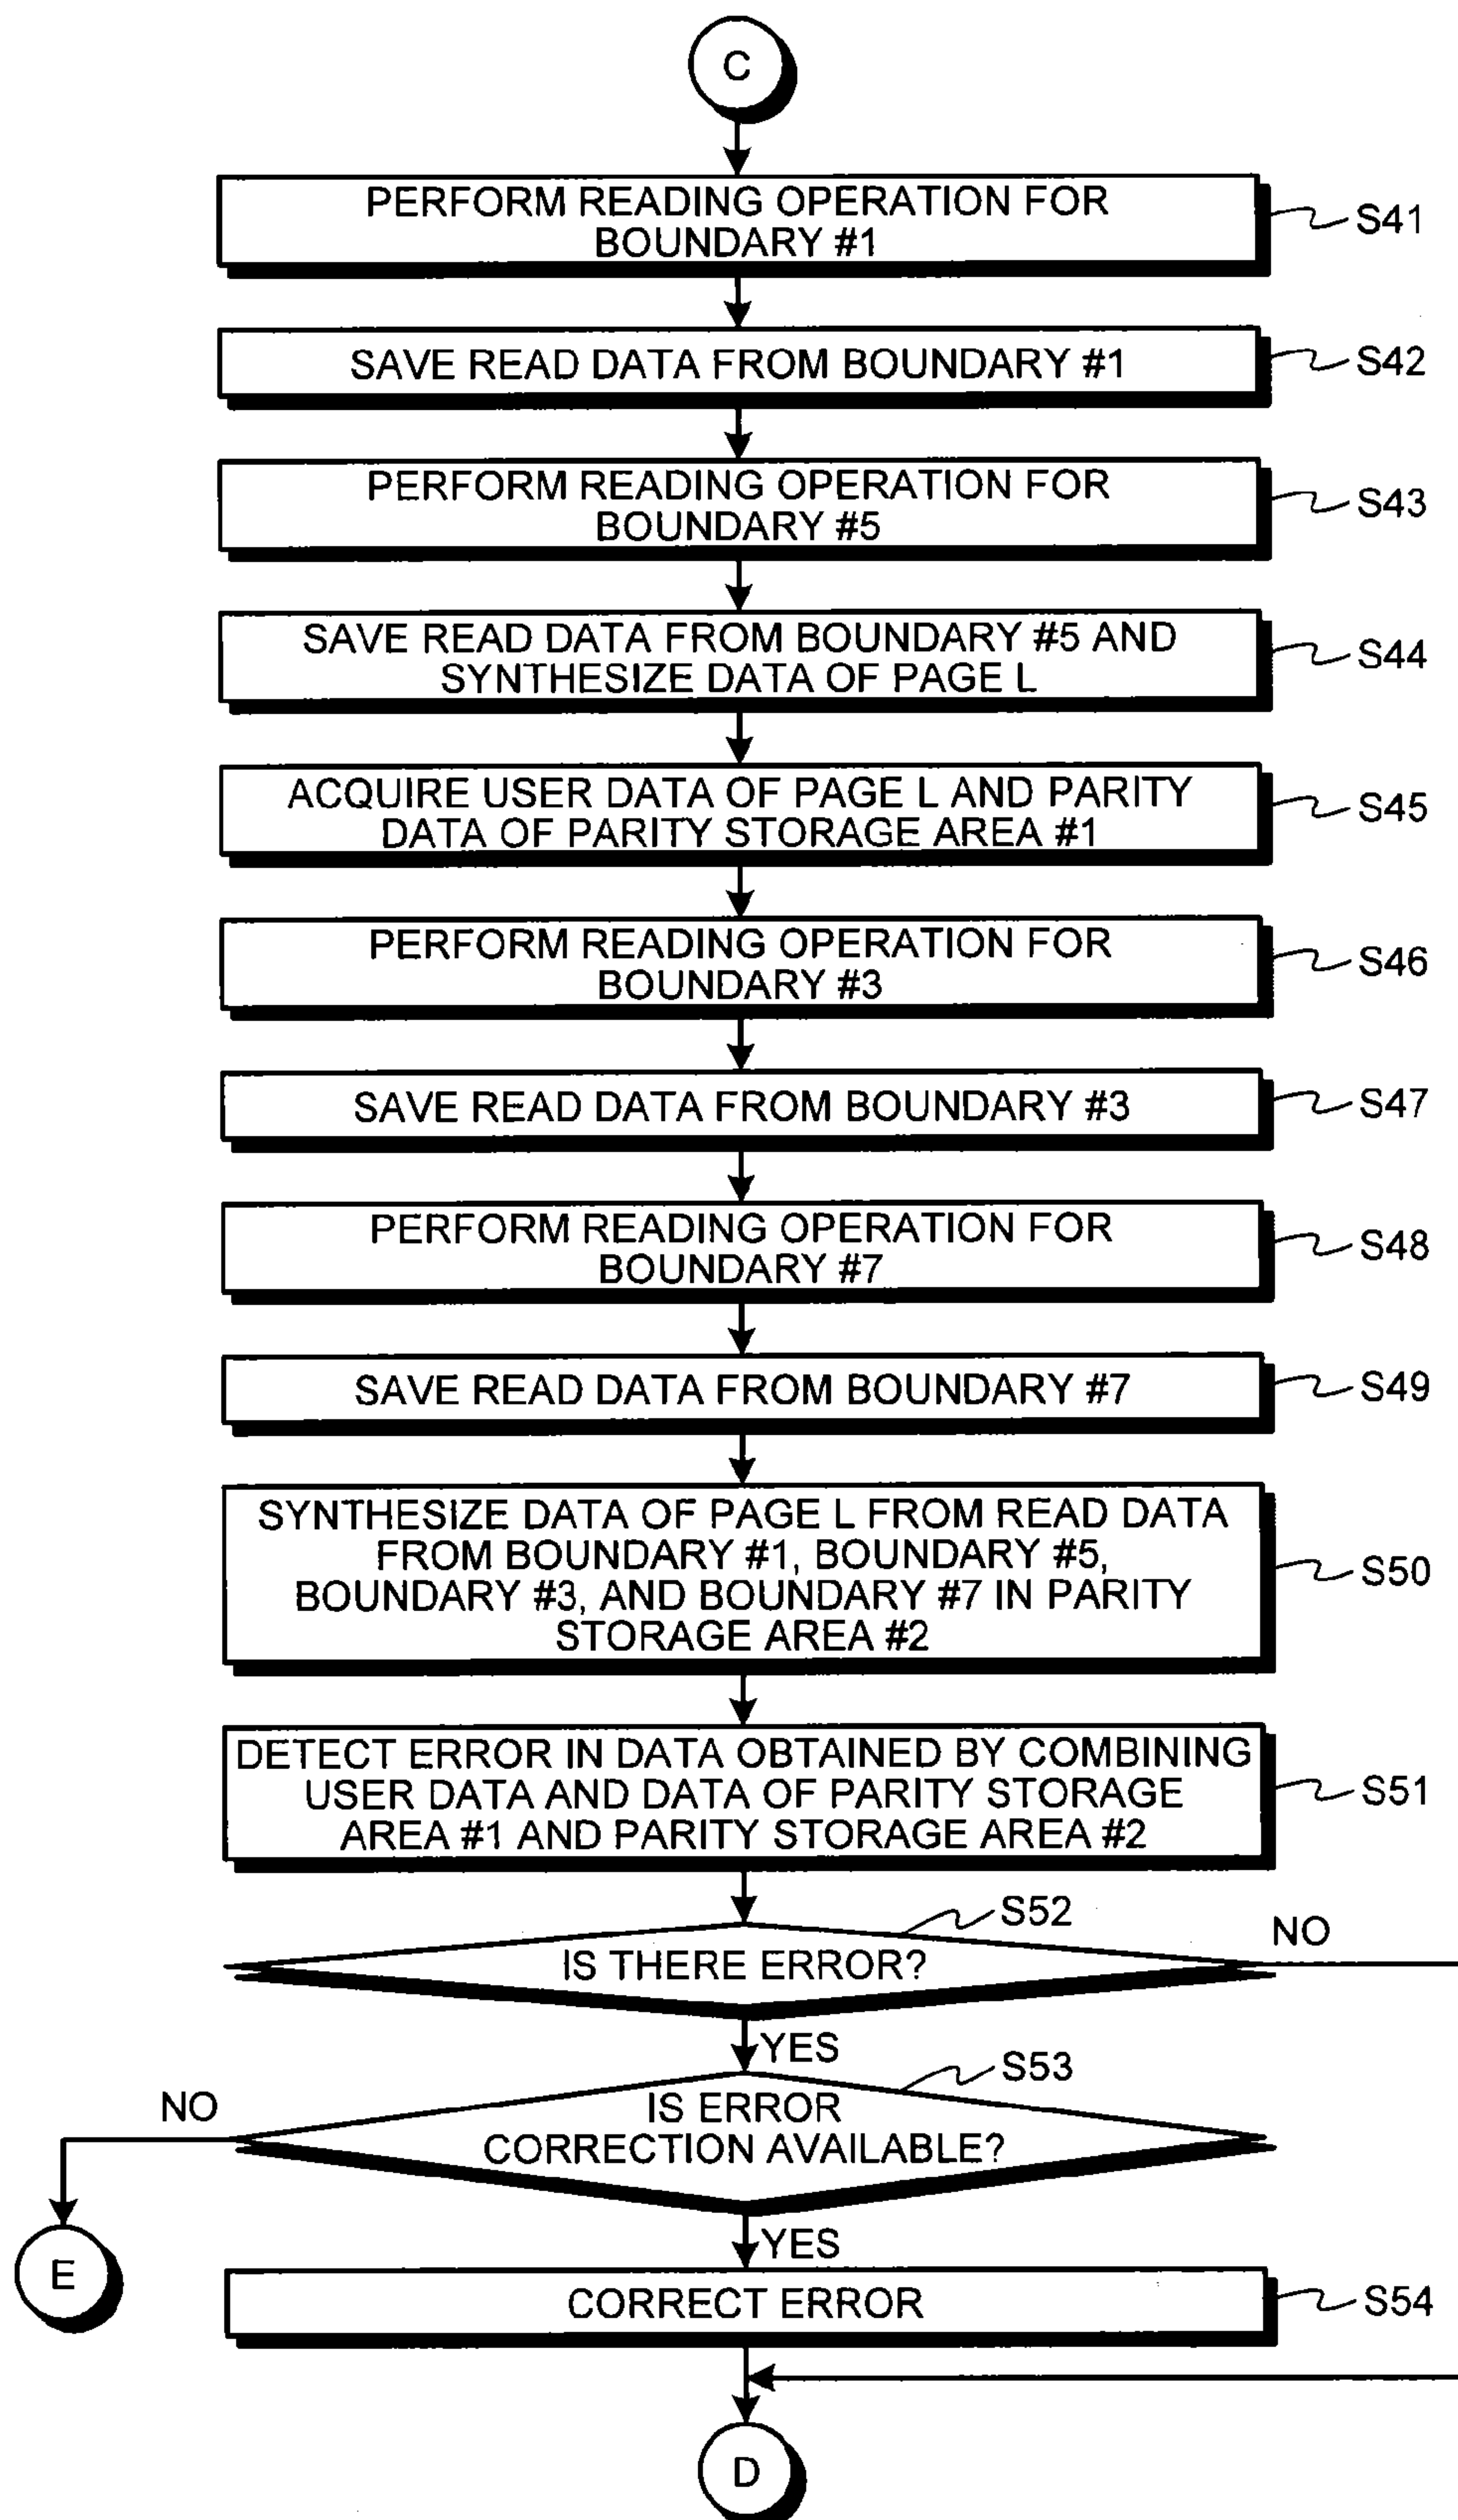 C
PERFORM READING OPERATION FOR
BOUNDARY #1
S41
SAVE READ DATA FROM BOUNDARY #1
S42
PERFORM READING OPERATION FOR
BOUNDARY #5
S43
SAVE READ DATA FROM BOUNDARY #5 AND
SYNTHESIZE DATA OF PAGE L
S44
ACQUIRE USER DATA OF PAGE L AND PARITY
DATA OF PARITY STORAGE AREA #1
S45
PERFORM READING OPERATION FOR
BOUNDARY #3
S46
SAVE READ DATA FROM BOUNDARY #3
S47
PERFORM READING OPERATION FOR
BOUNDARY #7
S48
SAVE READ DATA FROM BOUNDARY #7
S49
SYNTHESIZE DATA OF PAGE L FROM READ DATA
FROM BOUNDARY #1, BOUNDARY #5,
BOUNDARY #3, AND BOUNDARY #7 IN PARITY
STORAGE AREA #2
S50
DETECT ERROR IN DATA OBTAINED BY COMBINING
USER DATA AND DATA OF PARITY STORAGE
AREA #1 AND PARITY STORAGE AREA #2
S51
S52
NO
IS THERE ERROR?
YES
S53
NO
IS ERROR
CORRECTION AVAILABLE?
YES
E
CORRECT ERROR
S54
D